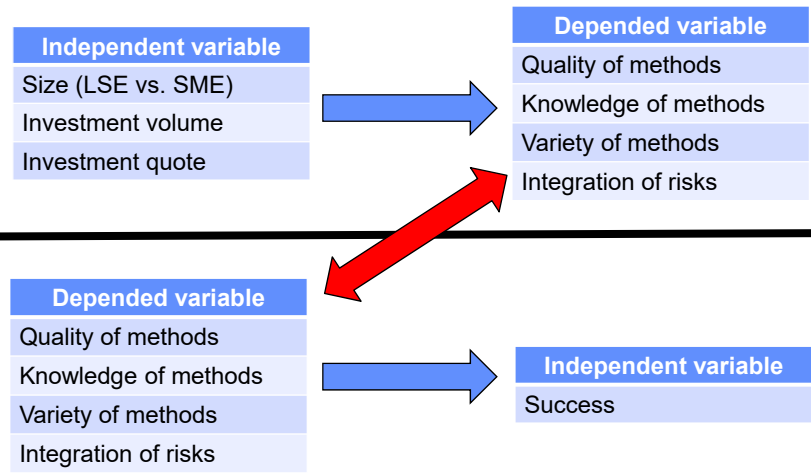 Independent variable
Size (LSE vs. SME)
Investment volume
Investment quote
Depended variable
Quality of methods
Knowledge of methods
Variety of methods
Integration of risks
Depended variable
Quality of methods
Knowledge of methods
Variety of methods
Integration of risks
Independent variable
Success